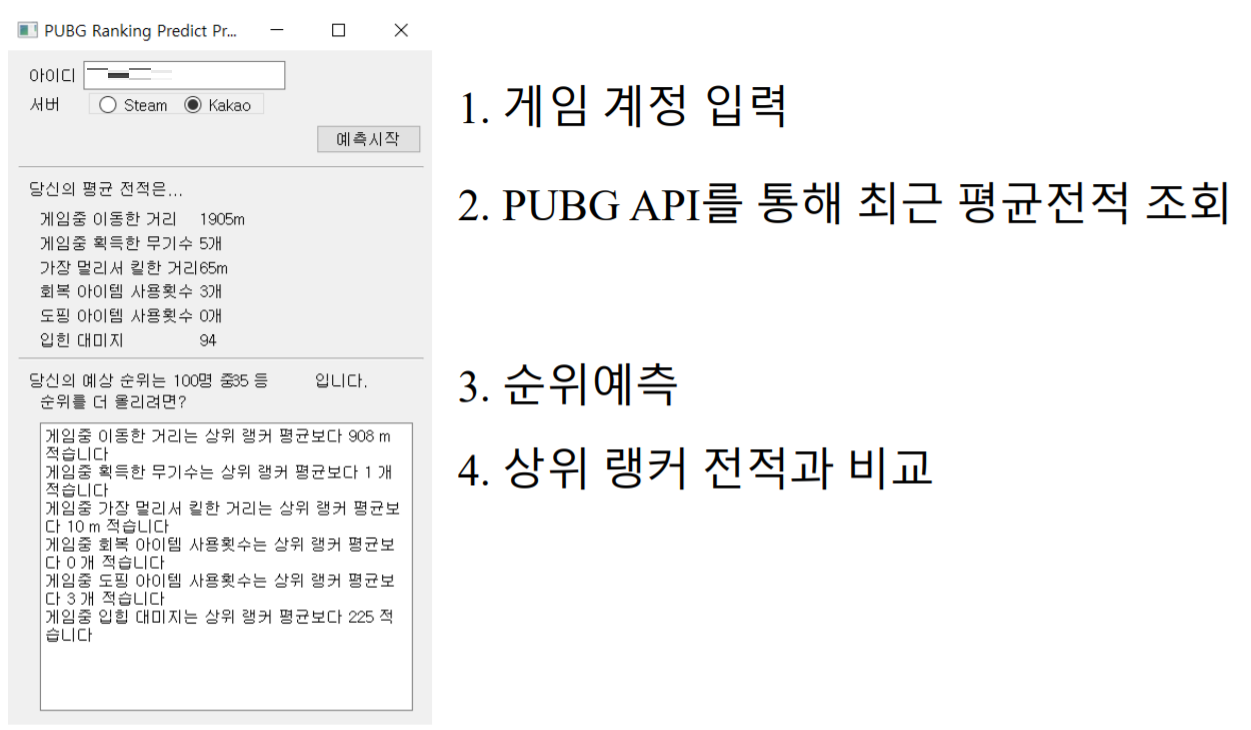 PUBG Ranking Predict Pr...
아이디
서버 Steam Kakao
예측시작
당신의 평균 전적은...
게임중 이동한 거리 1905m
게임중 획득한 무기수 5개
가장 멀리서 킬한 거리65m
회복 아이템 사용횟수 3개
도핑 아이템 사용횟수 0개
입힌 대미지 94
당신의 예상 순위는 100명 중35 등 입니다.
순위를 더 올리려면?
게임중 이동한 거리는 상위 랭커 평균보다 908 m
적습니다
게임중 획득한 무기수는 상위 랭커 평균보다 1 개
적습니다
게임중 가장 멀리서 킬한 거리는 상위 랭커 평균보
다 10 m 적습니다
게임중 회복 아이템 사용횟수는 상위 랭커 평균보
다 0 개 적습니다
게임중 도핑 아이템 사용횟수는 상위 랭커 평균보
다 3 개 적습니다
게임중 입힙 대미지는 상위 랭커 평균보다 225 적
습니다
1. 게임 계정 입력
2. PUBG API를 통해 최근 평균전적 조회
3. 순위예측
4. 상위 랭커 전적과 비교